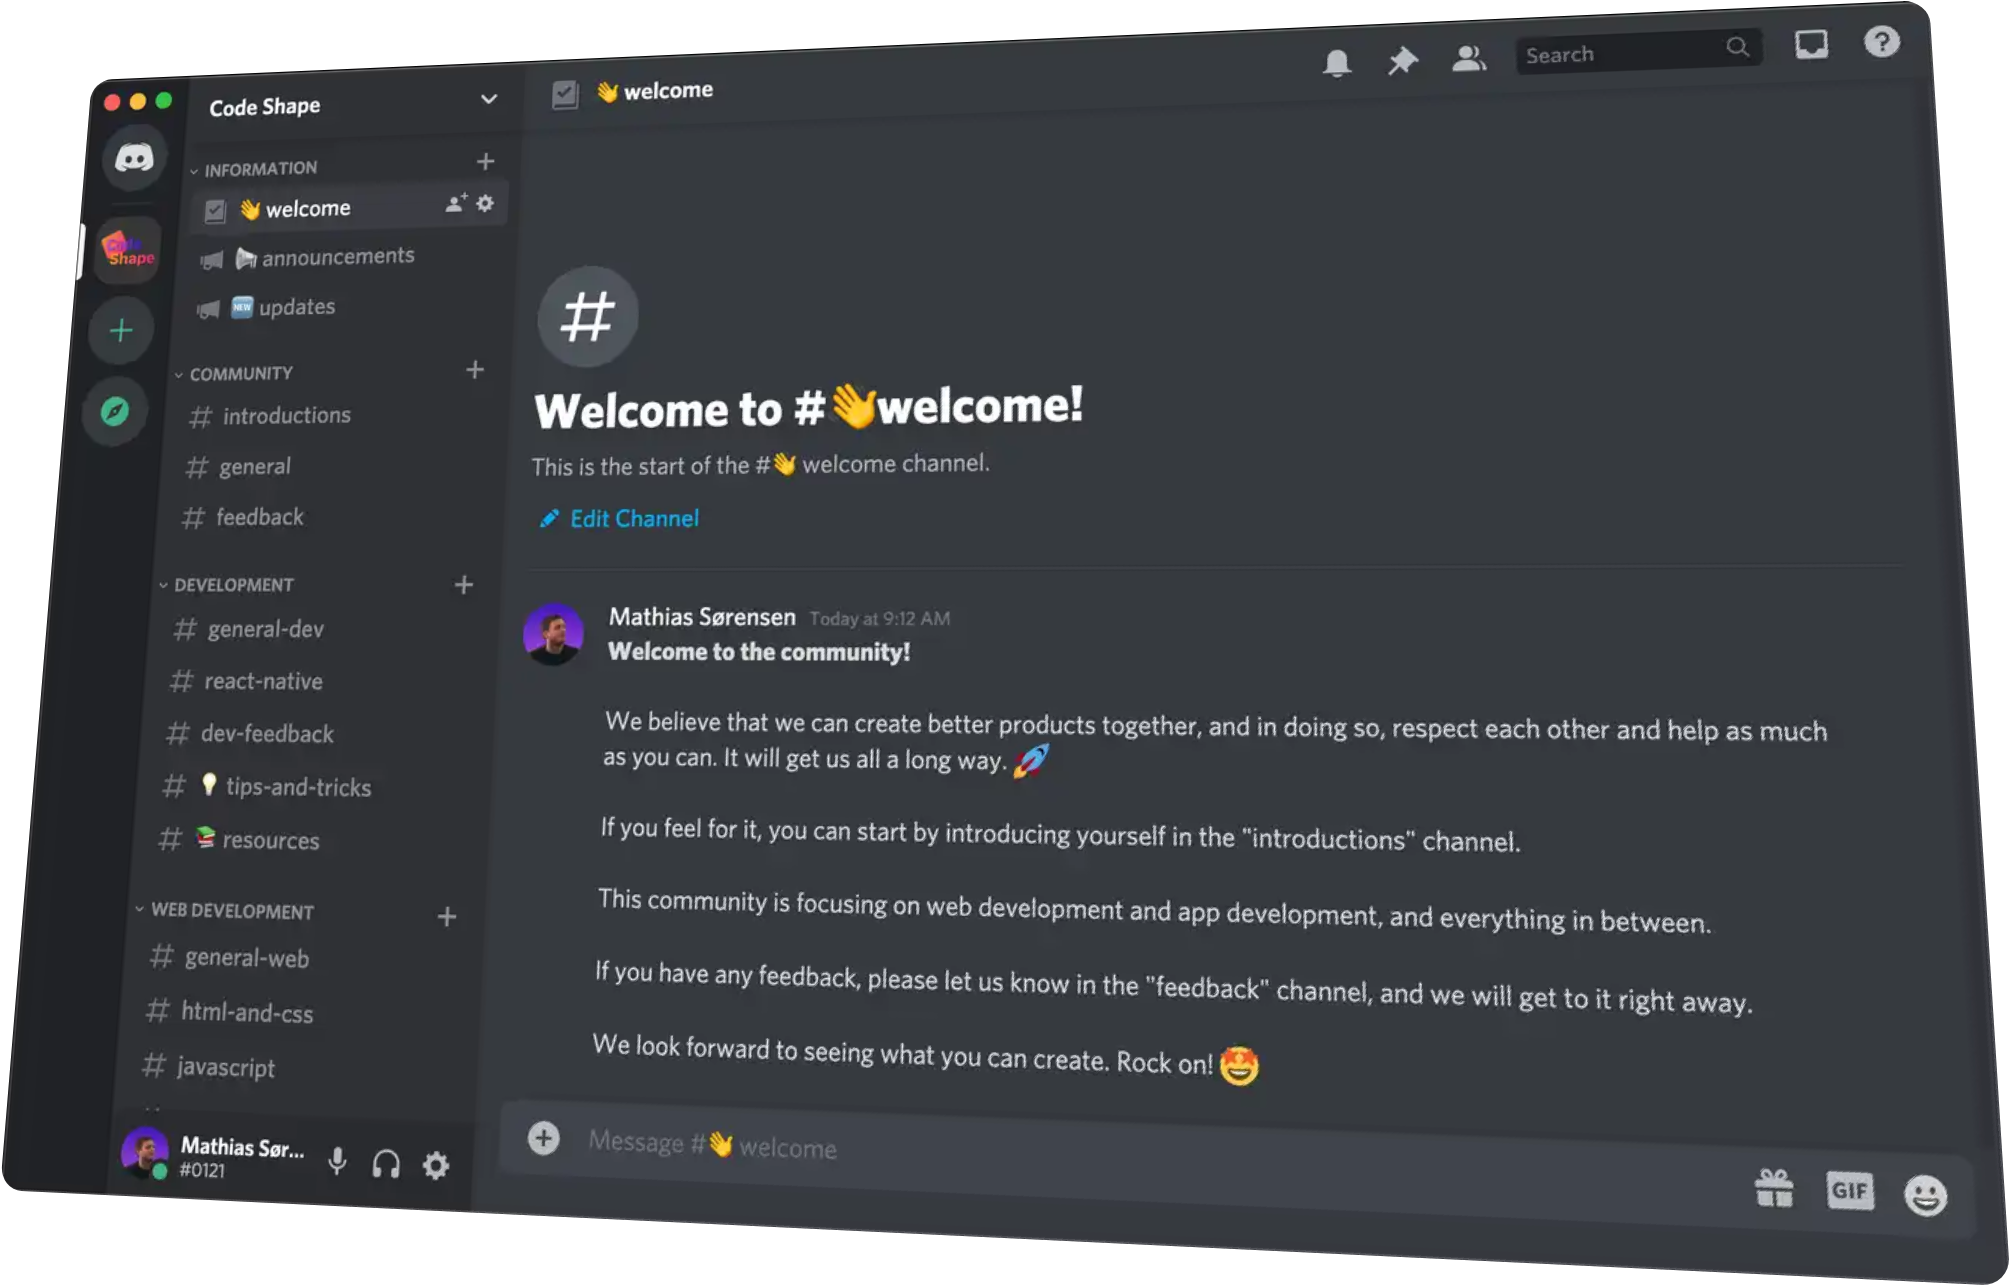 Code Shape
INFORMATION
👋 welcome
announcements
NEW updates
COMMUNITY
# introductions
# general
# feedback
DEVELOPMENT
# general-dev
# react-native
# dev-feedback
# 💡 tips-and-tricks
# 📚 resources
WEB DEVELOPMENT
# general-web
# html-and-css
# javascript
Mathias Sør...
#0121
Code
Shape
👋 welcome
Search
#
Welcome to #👋welcome!
This is the start of the #👋 welcome channel.
Edit Channel
Mathias Sørensen Today at 9:12 AM
Welcome to the community!
We believe that we can create better products together, and in doing so, respect each other and help as much
as you can. It will get us all a long way. 🚀
If you feel for it, you can start by introducing yourself in the "introductions" channel.
This community is focusing on web development and app development, and everything in between.
If you have any feedback, please let us know in the "feedback" channel, and we will get to it right away.
We look forward to seeing what you can create. Rock on! 🤩
Message #👋 welcome
GIF